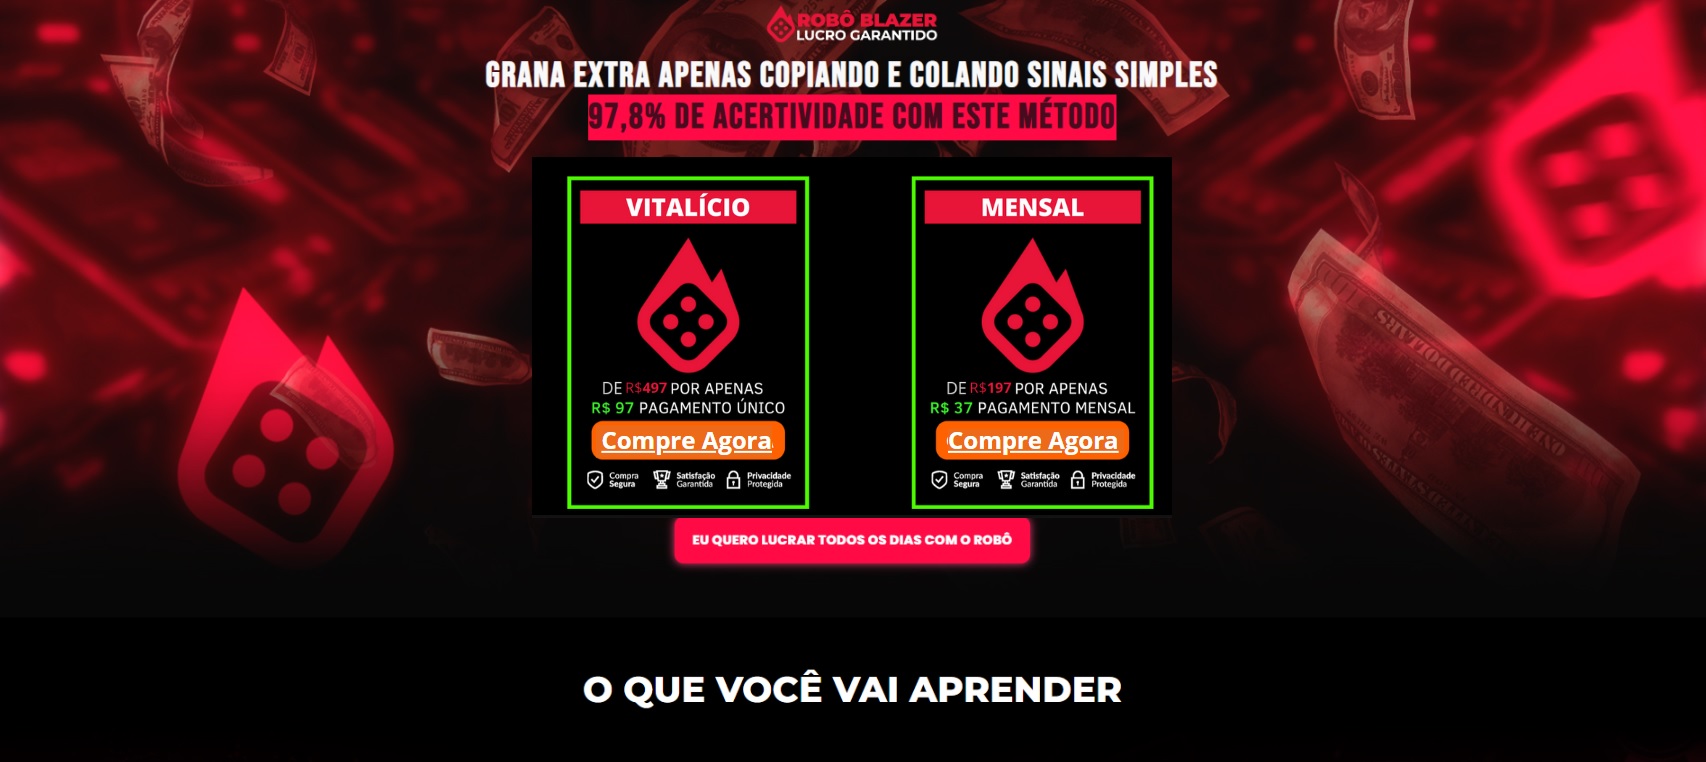 ROBÔ BLAZER
LUCRO GARANTIDO
GRANA EXTRA APENAS COPIANDO E COLANDO SINAIS SIMPLES
97,8% DE ACERTIVIDADE COM ESTE MÉTODO
VITALÍCIO
DE R$497 POR APENAS
R$ 97 PAGAMENTO ÚNICO
Compre Agora
Compra Segura
Satisfação Garantida
Privacidade Protegida
MENSAL
DE R$197 POR APENAS
R$ 37 PAGAMENTO MENSAL
Compre Agora
Compra Segura
Satisfação Garantida
Privacidade Protegida
EU QUERO LUCRAR TODOS OS DIAS COM O ROBÔ
O QUE VOCÊ VAI APRENDER